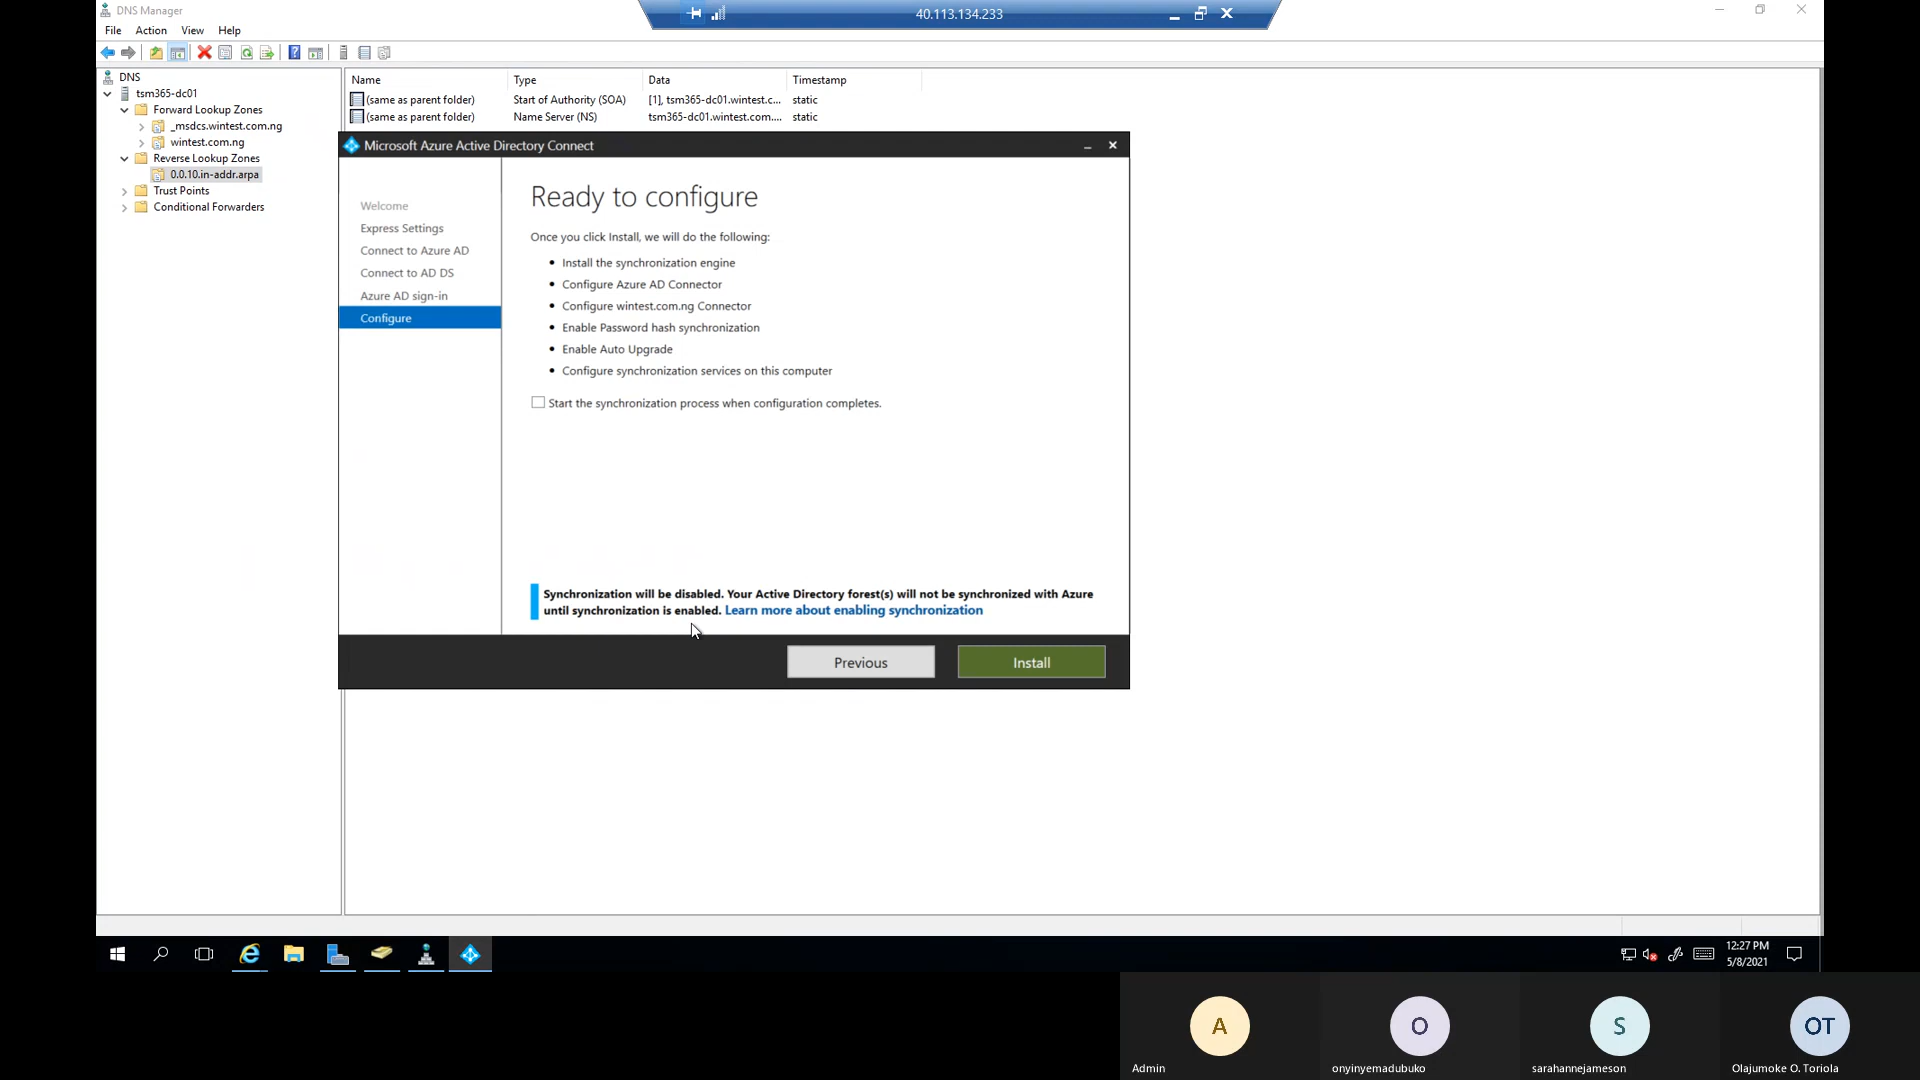 DNS Manager
40.113.134.233
File Action View Help
DNS
tsm365-dc01
Forward Lookup Zones
_msdcs.wintest.com.ng
wintest.com.ng
Reverse Lookup Zones
0.0.10.in-addr.arpa
Trust Points
Conditional Forwarders
Name Type Data Timestamp
(same as parent folder) Start of Authority (SOA) [1], tsm365-dc01.wintest.c... static
(same as parent folder) Name Server (NS) tsm365-dc01.wintest.com.... static
Microsoft Azure Active Directory Connect
Welcome
Express Settings
Connect to Azure AD
Connect to AD DS
Azure AD sign-in
Configure
Ready to configure
Once you click Install, we will do the following:
• Install the synchronization engine
• Configure Azure AD Connector
• Configure wintest.com.ng Connector
• Enable Password hash synchronization
• Enable Auto Upgrade
• Configure synchronization services on this computer
Start the synchronization process when configuration completes.
Synchronization will be disabled. Your Active Directory forest(s) will not be synchronized with Azure
until synchronization is enabled. Learn more about enabling synchronization
Previous Install
12:27 PM
5/8/2021
A O S OT
Admin onyinyemadubuko sarahannejameson Olajumoke O. Toriola